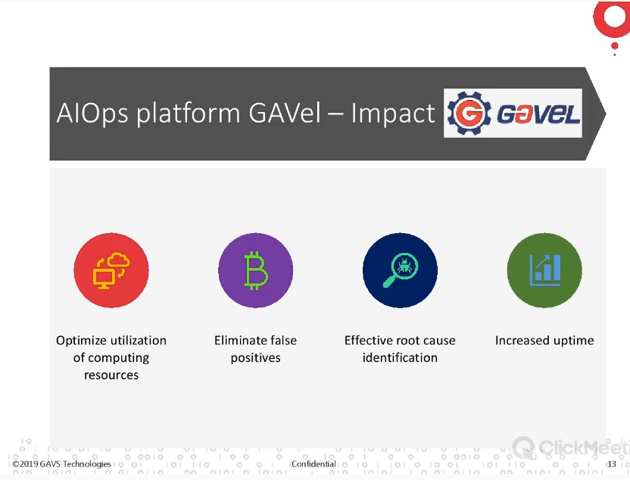 AIOps platform GAVel – Impact
GAVEL
Optimize utilization
of computing
resources
Eliminate false
positives
Effective root cause
identification
Increased uptime
ClickMeeti
©2019 GAVS Technologies
Confidential
13